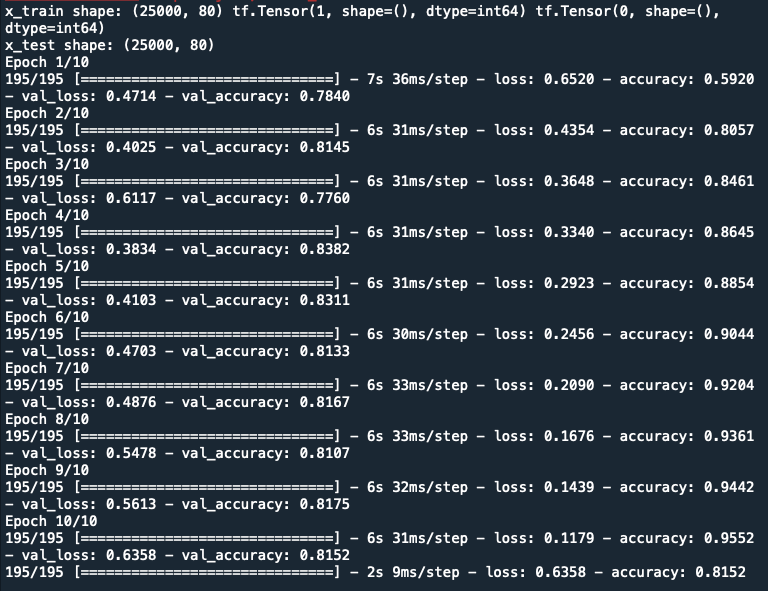 x_train shape: (25000, 80) tf.Tensor(1, shape=(), dtype=int64) tf.Tensor(0, shape=(),
dtype=int64)
x_test shape: (25000, 80)
Epoch 1/10
195/195 [==============================] - 7s 36ms/step - loss: 0.6520 - accuracy: 0.5920
- val_loss: 0.4714 - val_accuracy: 0.7840
Epoch 2/10
195/195 [==============================] - 6s 31ms/step - loss: 0.4354 - accuracy: 0.8057
- val_loss: 0.4025 - val_accuracy: 0.8145
Epoch 3/10
195/195 [==============================] - 6s 31ms/step - loss: 0.3648 - accuracy: 0.8461
- val_loss: 0.6117 - val_accuracy: 0.7760
Epoch 4/10
195/195 [==============================] - 6s 31ms/step - loss: 0.3340 - accuracy: 0.8645
- val_loss: 0.3834 - val_accuracy: 0.8382
Epoch 5/10
195/195 [==============================] - 6s 31ms/step - loss: 0.2923 - accuracy: 0.8854
- val_loss: 0.4103 - val_accuracy: 0.8311
Epoch 6/10
195/195 [==============================] - 6s 30ms/step - loss: 0.2456 - accuracy: 0.9044
- val_loss: 0.4703 - val_accuracy: 0.8133
Epoch 7/10
195/195 [==============================] - 6s 33ms/step - loss: 0.2090 - accuracy: 0.9204
- val_loss: 0.4876 - val_accuracy: 0.8167
Epoch 8/10
195/195 [==============================] - 6s 33ms/step - loss: 0.1676 - accuracy: 0.9361
- val_loss: 0.5478 - val_accuracy: 0.8107
Epoch 9/10
195/195 [==============================] - 6s 32ms/step - loss: 0.1439 - accuracy: 0.9442
- val_loss: 0.5613 - val_accuracy: 0.8175
Epoch 10/10
195/195 [==============================] - 6s 31ms/step - loss: 0.1179 - accuracy: 0.9552
- val_loss: 0.6358 - val_accuracy: 0.8152
195/195 [==============================] - 2s 9ms/step - loss: 0.6358 - accuracy: 0.8152